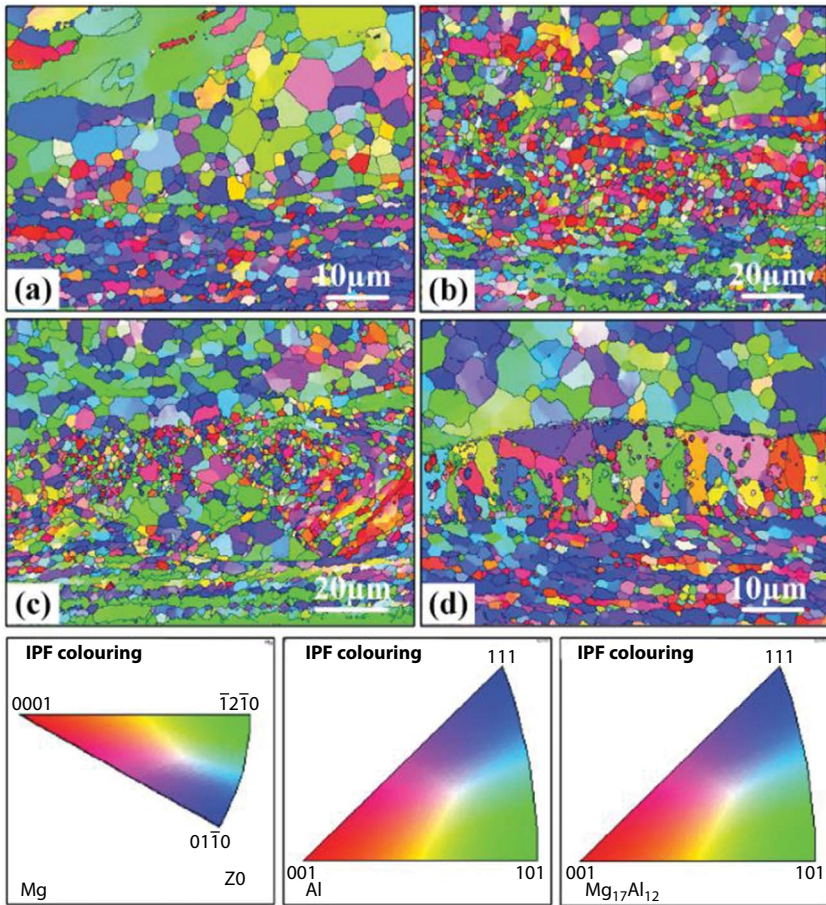 (a)
10µm
(b)
20µm
(c)
20µm
(d)
10µm
IPF colouring
0001
1̄21̄0
011̄0
Mg
Z0
IPF colouring
111
001
101
Al
IPF colouring
111
001
101
Mg₁₇Al₁₂